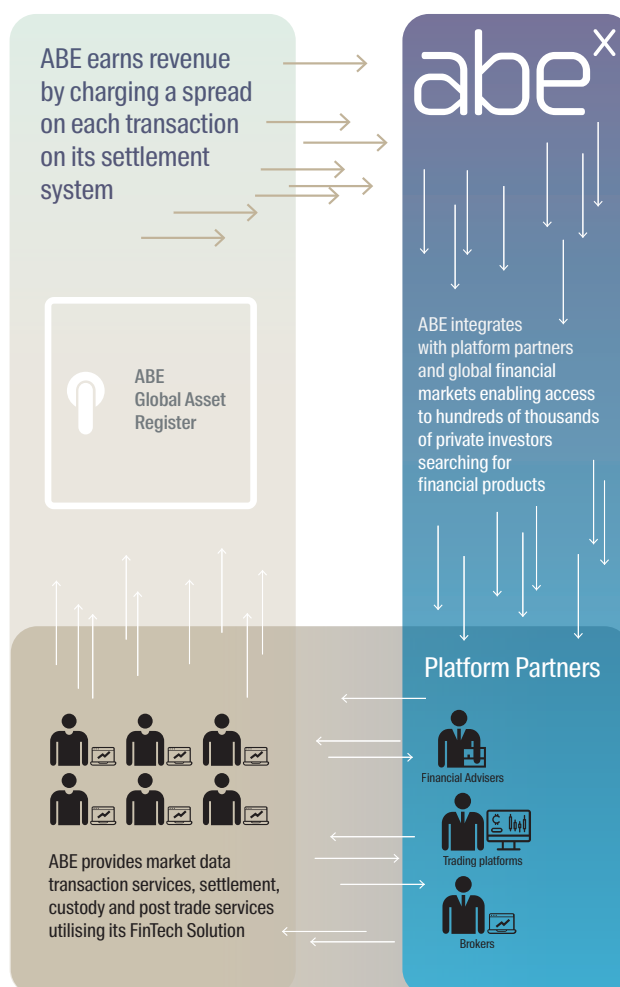 ABE earns revenue
by charging a spread
on each transaction
on its settlement
system
abe x
ABE
Global Asset
Register
ABE integrates
with platform partners
and global financial
markets enabling access
to hundreds of thousands
of private investors
searching for
financial products
Platform Partners
Financial Advisers
Trading platforms
Brokers
ABE provides market data
transaction services, settlement,
custody and post trade services
utilising its FinTech Solution